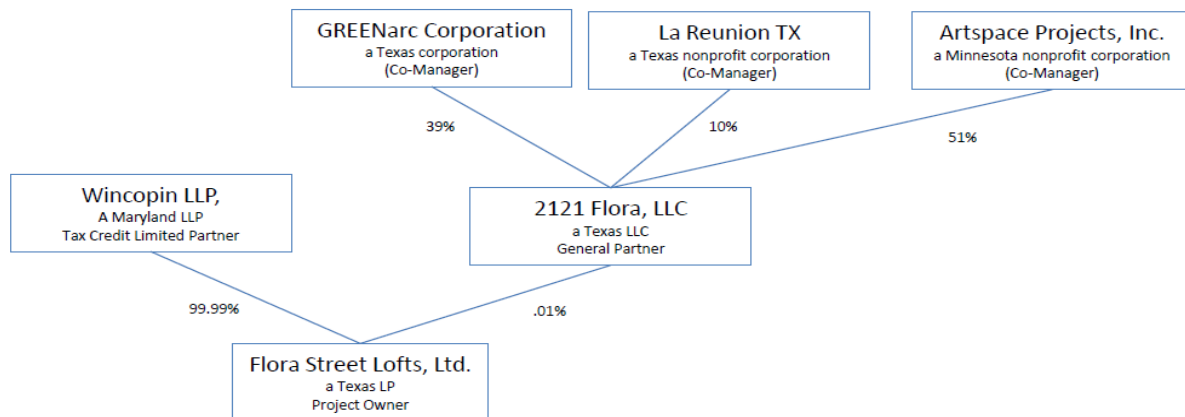 GREENarc Corporation
a Texas corporation
(Co-Manager)
La Reunion TX
a Texas nonprofit corporation
(Co-Manager)
Artspace Projects, Inc.
a Minnesota nonprofit corporation
(Co-Manager)
39%
10%
51%
Wincopin LLP,
A Maryland LLP
Tax Credit Limited Partner
2121 Flora, LLC
a Texas LLC
General Partner
99.99%
.01%
Flora Street Lofts, Ltd.
a Texas LP
Project Owner